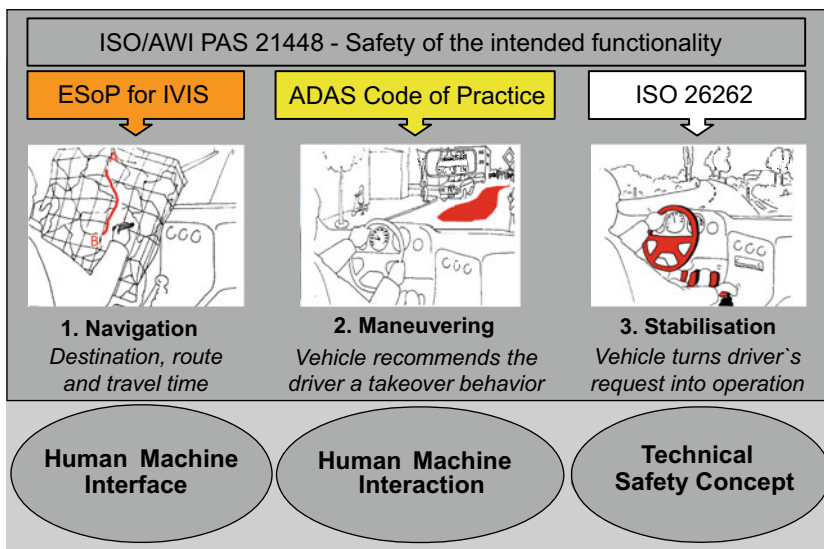 ISO/AWI PAS 21448 - Safety of the intended functionality
ESoP for IVIS
ADAS Code of Practice
ISO 26262
A
B
1. Navigation
Destination, route
and travel time
2. Maneuvering
Vehicle recommends the
driver a takeover behavior
3. Stabilisation
Vehicle turns driver`s
request into operation
Human Machine
Interface
Human Machine
Interaction
Technical
Safety Concept